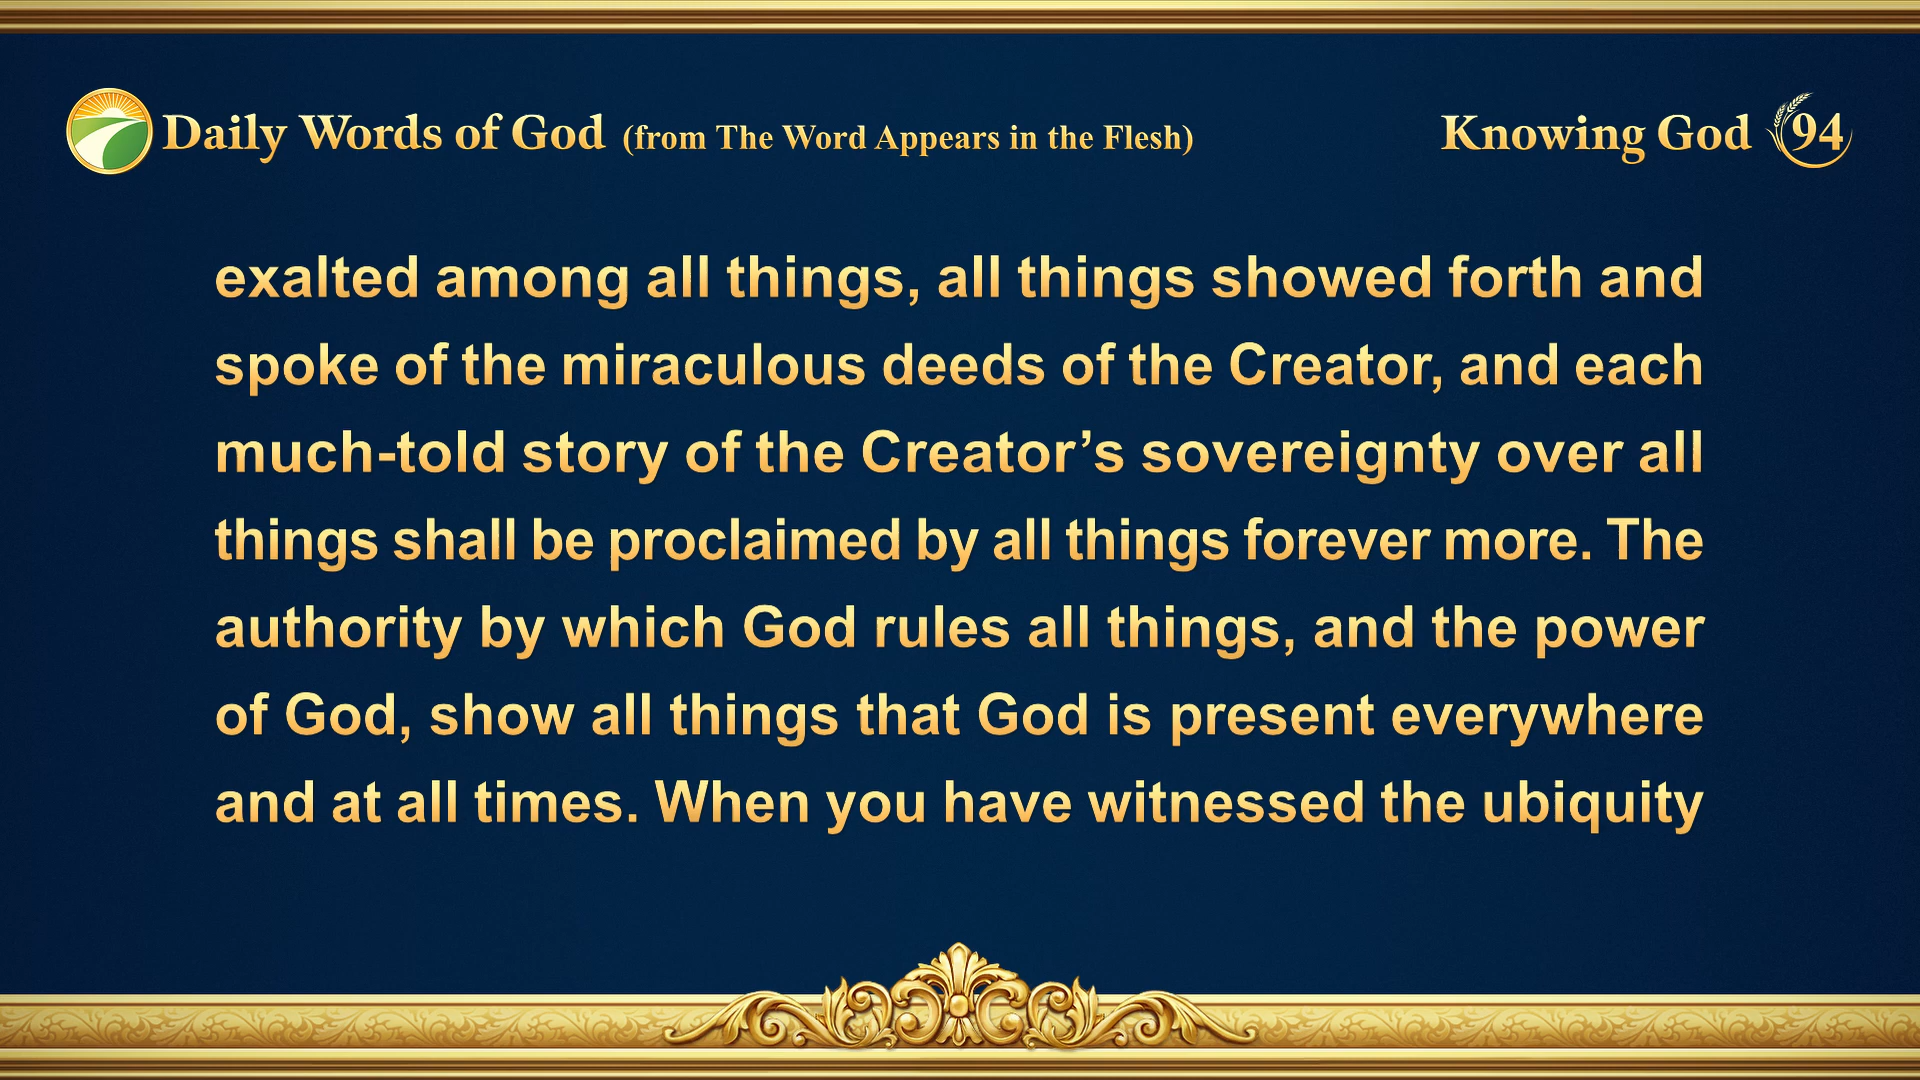 Daily Words of God (from The Word Appears in the Flesh)
Knowing God 94
exalted among all things, all things showed forth and
spoke of the miraculous deeds of the Creator, and each
much-told story of the Creator’s sovereignty over all
things shall be proclaimed by all things forever more. The
authority by which God rules all things, and the power
of God, show all things that God is present everywhere
and at all times. When you have witnessed the ubiquity